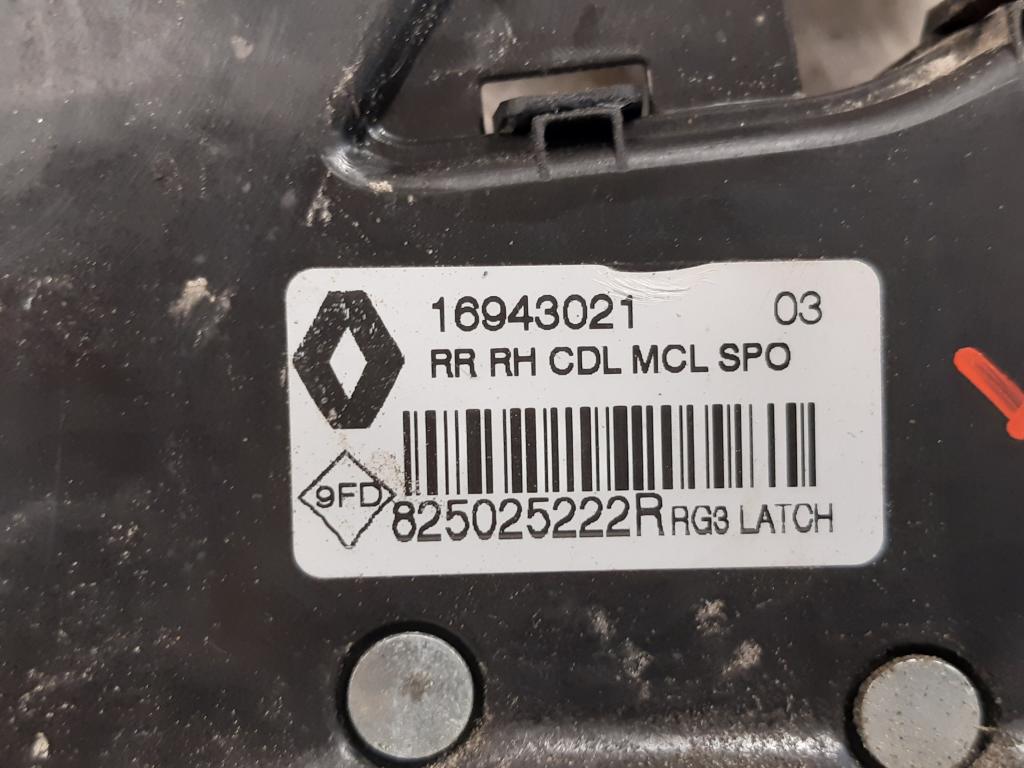 16943021 03
RR RH CDL MCL SPO
9FD
825025222R RG3 LATCH